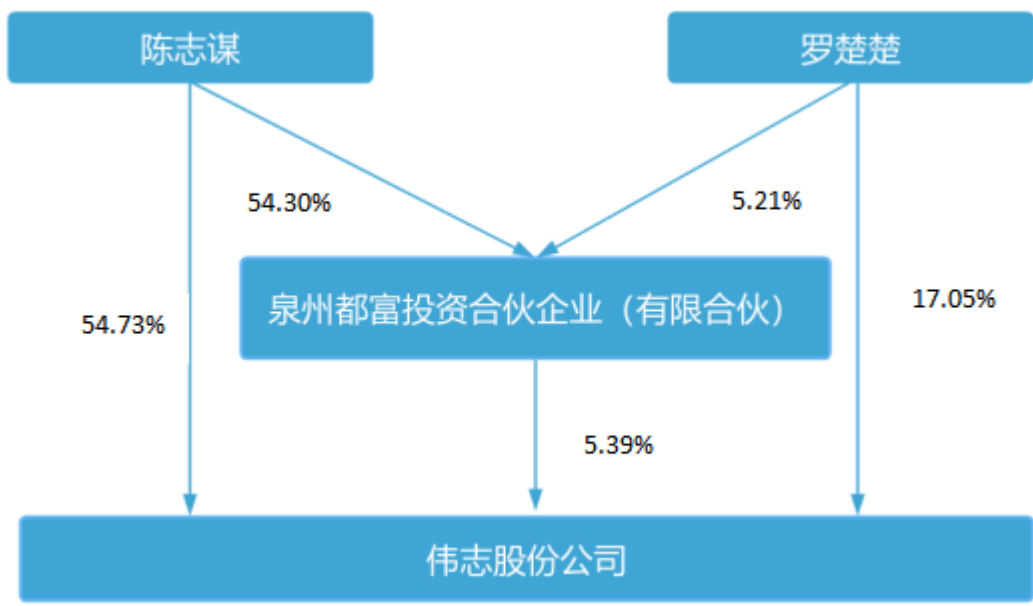 陈志谋
罗楚楚
54.30%
5.21%
泉州都富投资合伙企业（有限合伙）
54.73%
17.05%
5.39%
伟志股份公司